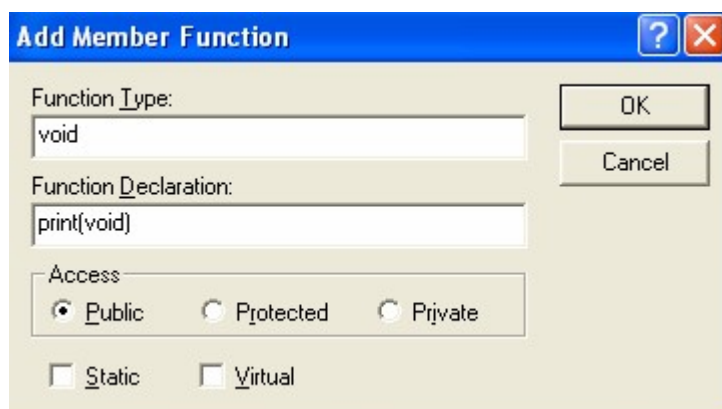 Add Member Function
Function Type:
OK
void
Cancel
Function Declaration:
print(void)
Access
Public Protected Private
Static Virtual